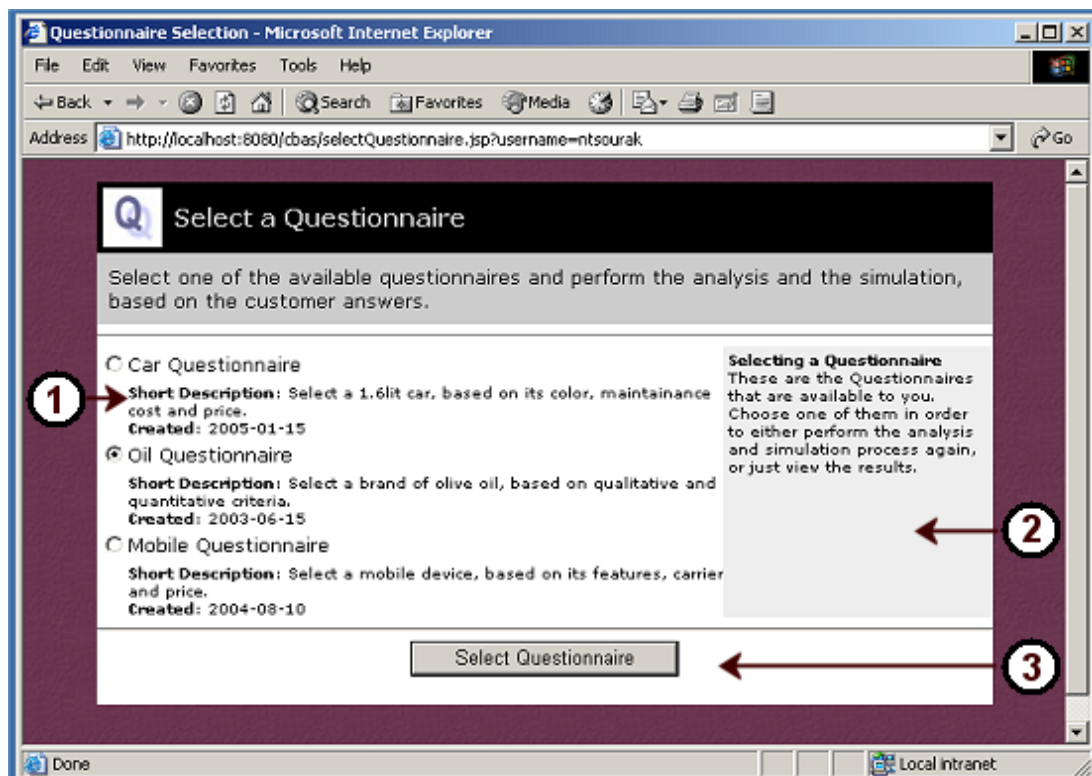 Questionnaire Selection - Microsoft Internet Explorer
File Edit View Favorites Tools Help
Back Search Favorites Media
Address http://localhost:8080/cbas/selectQuestionnaire.jsp?username=ntsourak Go
Q Select a Questionnaire
Select one of the available questionnaires and perform the analysis and the simulation,
based on the customer answers.
Car Questionnaire
1
Short Description: Select a 1.6lit car, based on its color, maintainance
cost and price.
Created: 2005-01-15
Oil Questionnaire
Short Description: Select a brand of olive oil, based on qualitative and
quantitative criteria.
Created: 2003-06-15
Mobile Questionnaire
Short Description: Select a mobile device, based on its features, carrier
and price.
Created: 2004-08-10
Selecting a Questionnaire
These are the Questionnaires
that are available to you.
Choose one of them in order
to either perform the analysis
and simulation process again,
or just view the results.
2
Select Questionnaire
3
Done Local intranet